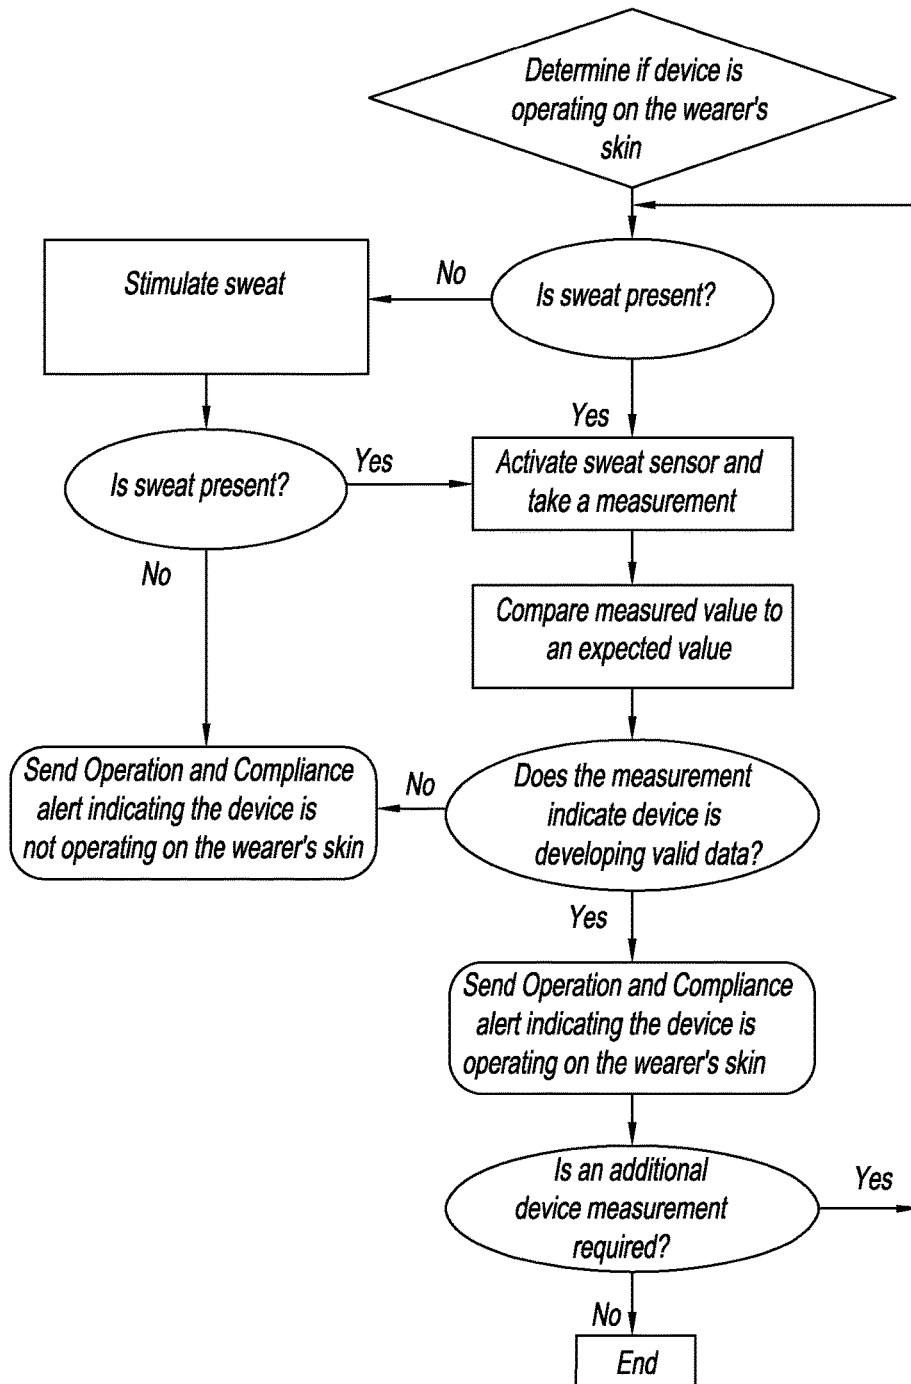 Determine if device is
operating on the wearer's
skin
No
Is sweat present?
Stimulate sweat
Yes
Is sweat present?
Yes
Activate sweat sensor and
take a measurement
No
Compare measured value to
an expected value
Send Operation and Compliance
alert indicating the device is
not operating on the wearer's skin
No
Does the measurement
indicate device is
developing valid data?
Yes
Send Operation and Compliance
alert indicating the device is
operating on the wearer's skin
Is an additional
device measurement
required?
Yes
No
End